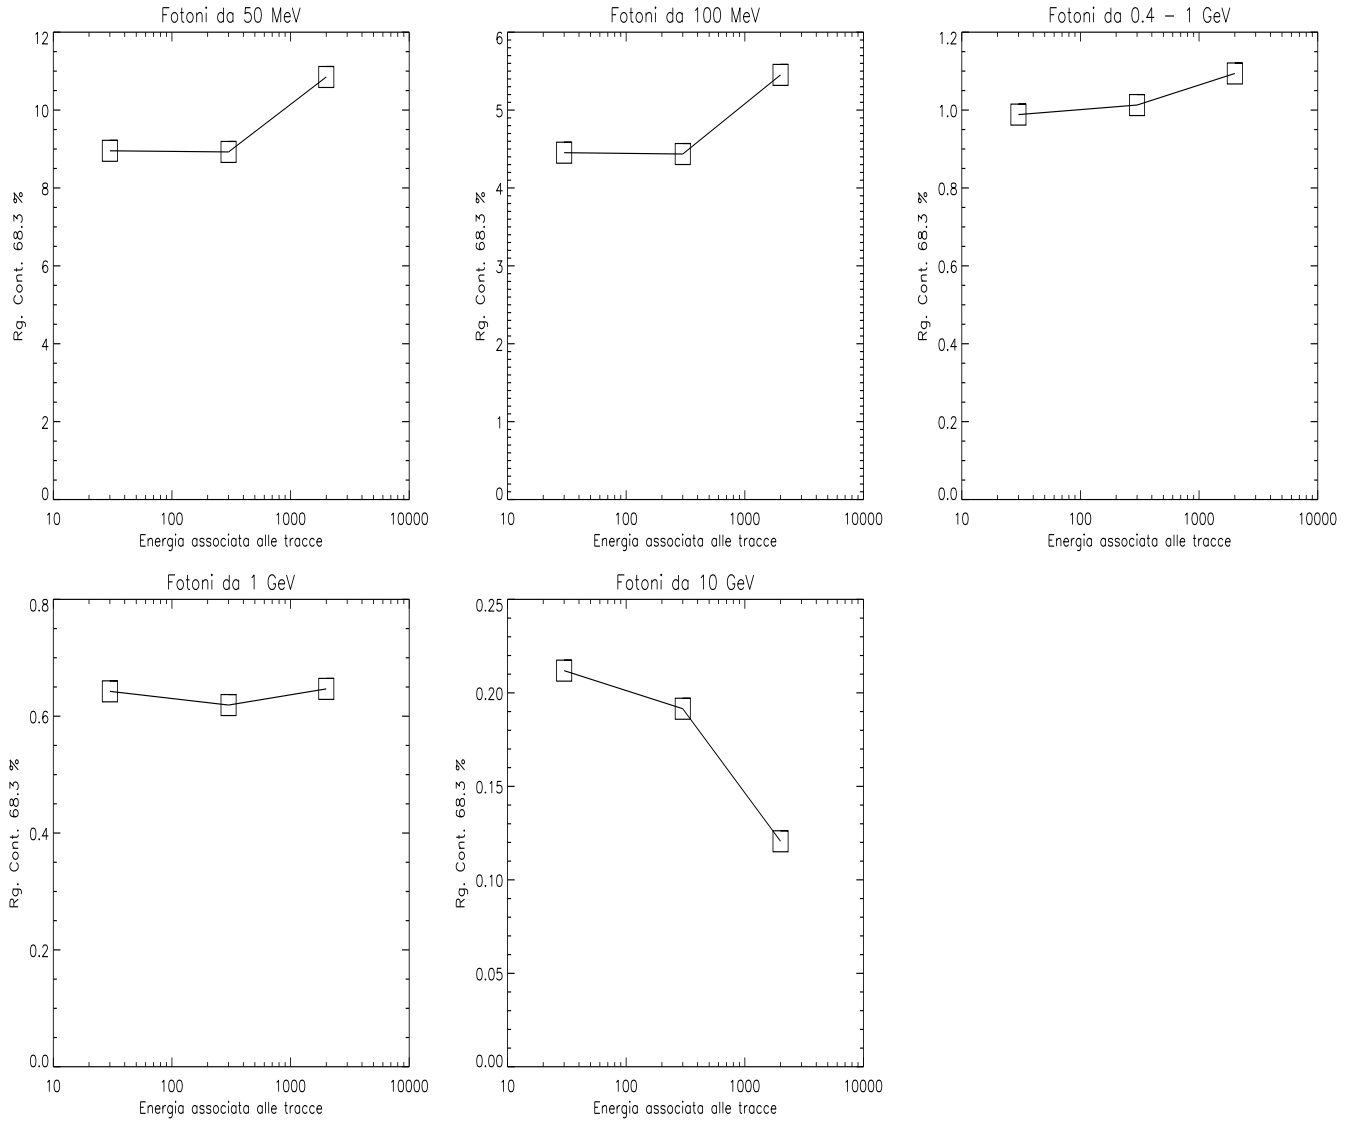 Fotoni da 50 MeV
12
10
8
6
4
2
0
Rg. Cont. 68.3 %
10 100 1000 10000
Energia associata alle tracce
Fotoni da 100 MeV
6
5
4
3
2
1
0
Rg. Cont. 68.3 %
10 100 1000 10000
Energia associata alle tracce
Fotoni da 0.4 - 1 GeV
1.2
1.0
0.8
0.6
0.4
0.2
0.0
Rg. Cont. 68.3 %
10 100 1000 10000
Energia associata alle tracce
Fotoni da 1 GeV
0.8
0.6
0.4
0.2
0.0
Rg. Cont. 68.3 %
10 100 1000 10000
Energia associata alle tracce
Fotoni da 10 GeV
0.25
0.20
0.15
0.10
0.05
0.00
Rg. Cont. 68.3 %
10 100 1000 10000
Energia associata alle tracce